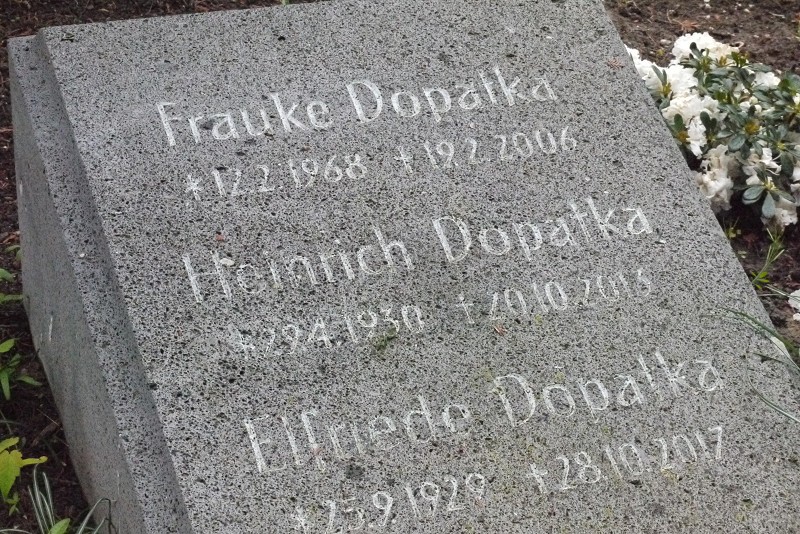 Frauke Dopatka
*12.2.1968 †19.2.2006
Heinrich Dopatka
*29.4.1930 †20.10.2015
Elfriede Dopatka
*25.9.1929 †28.10.2017